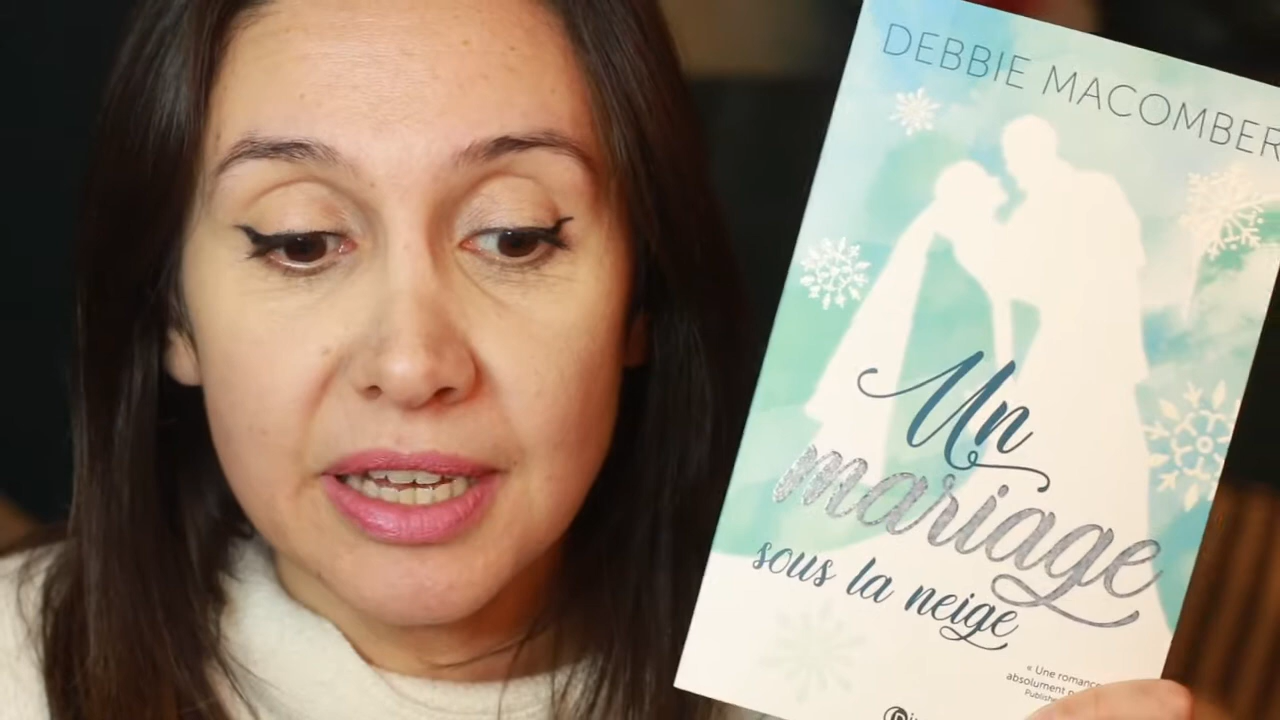 DEBBIE MACOMBER
Un
mariage
sous la neige
« Une romance
absolument